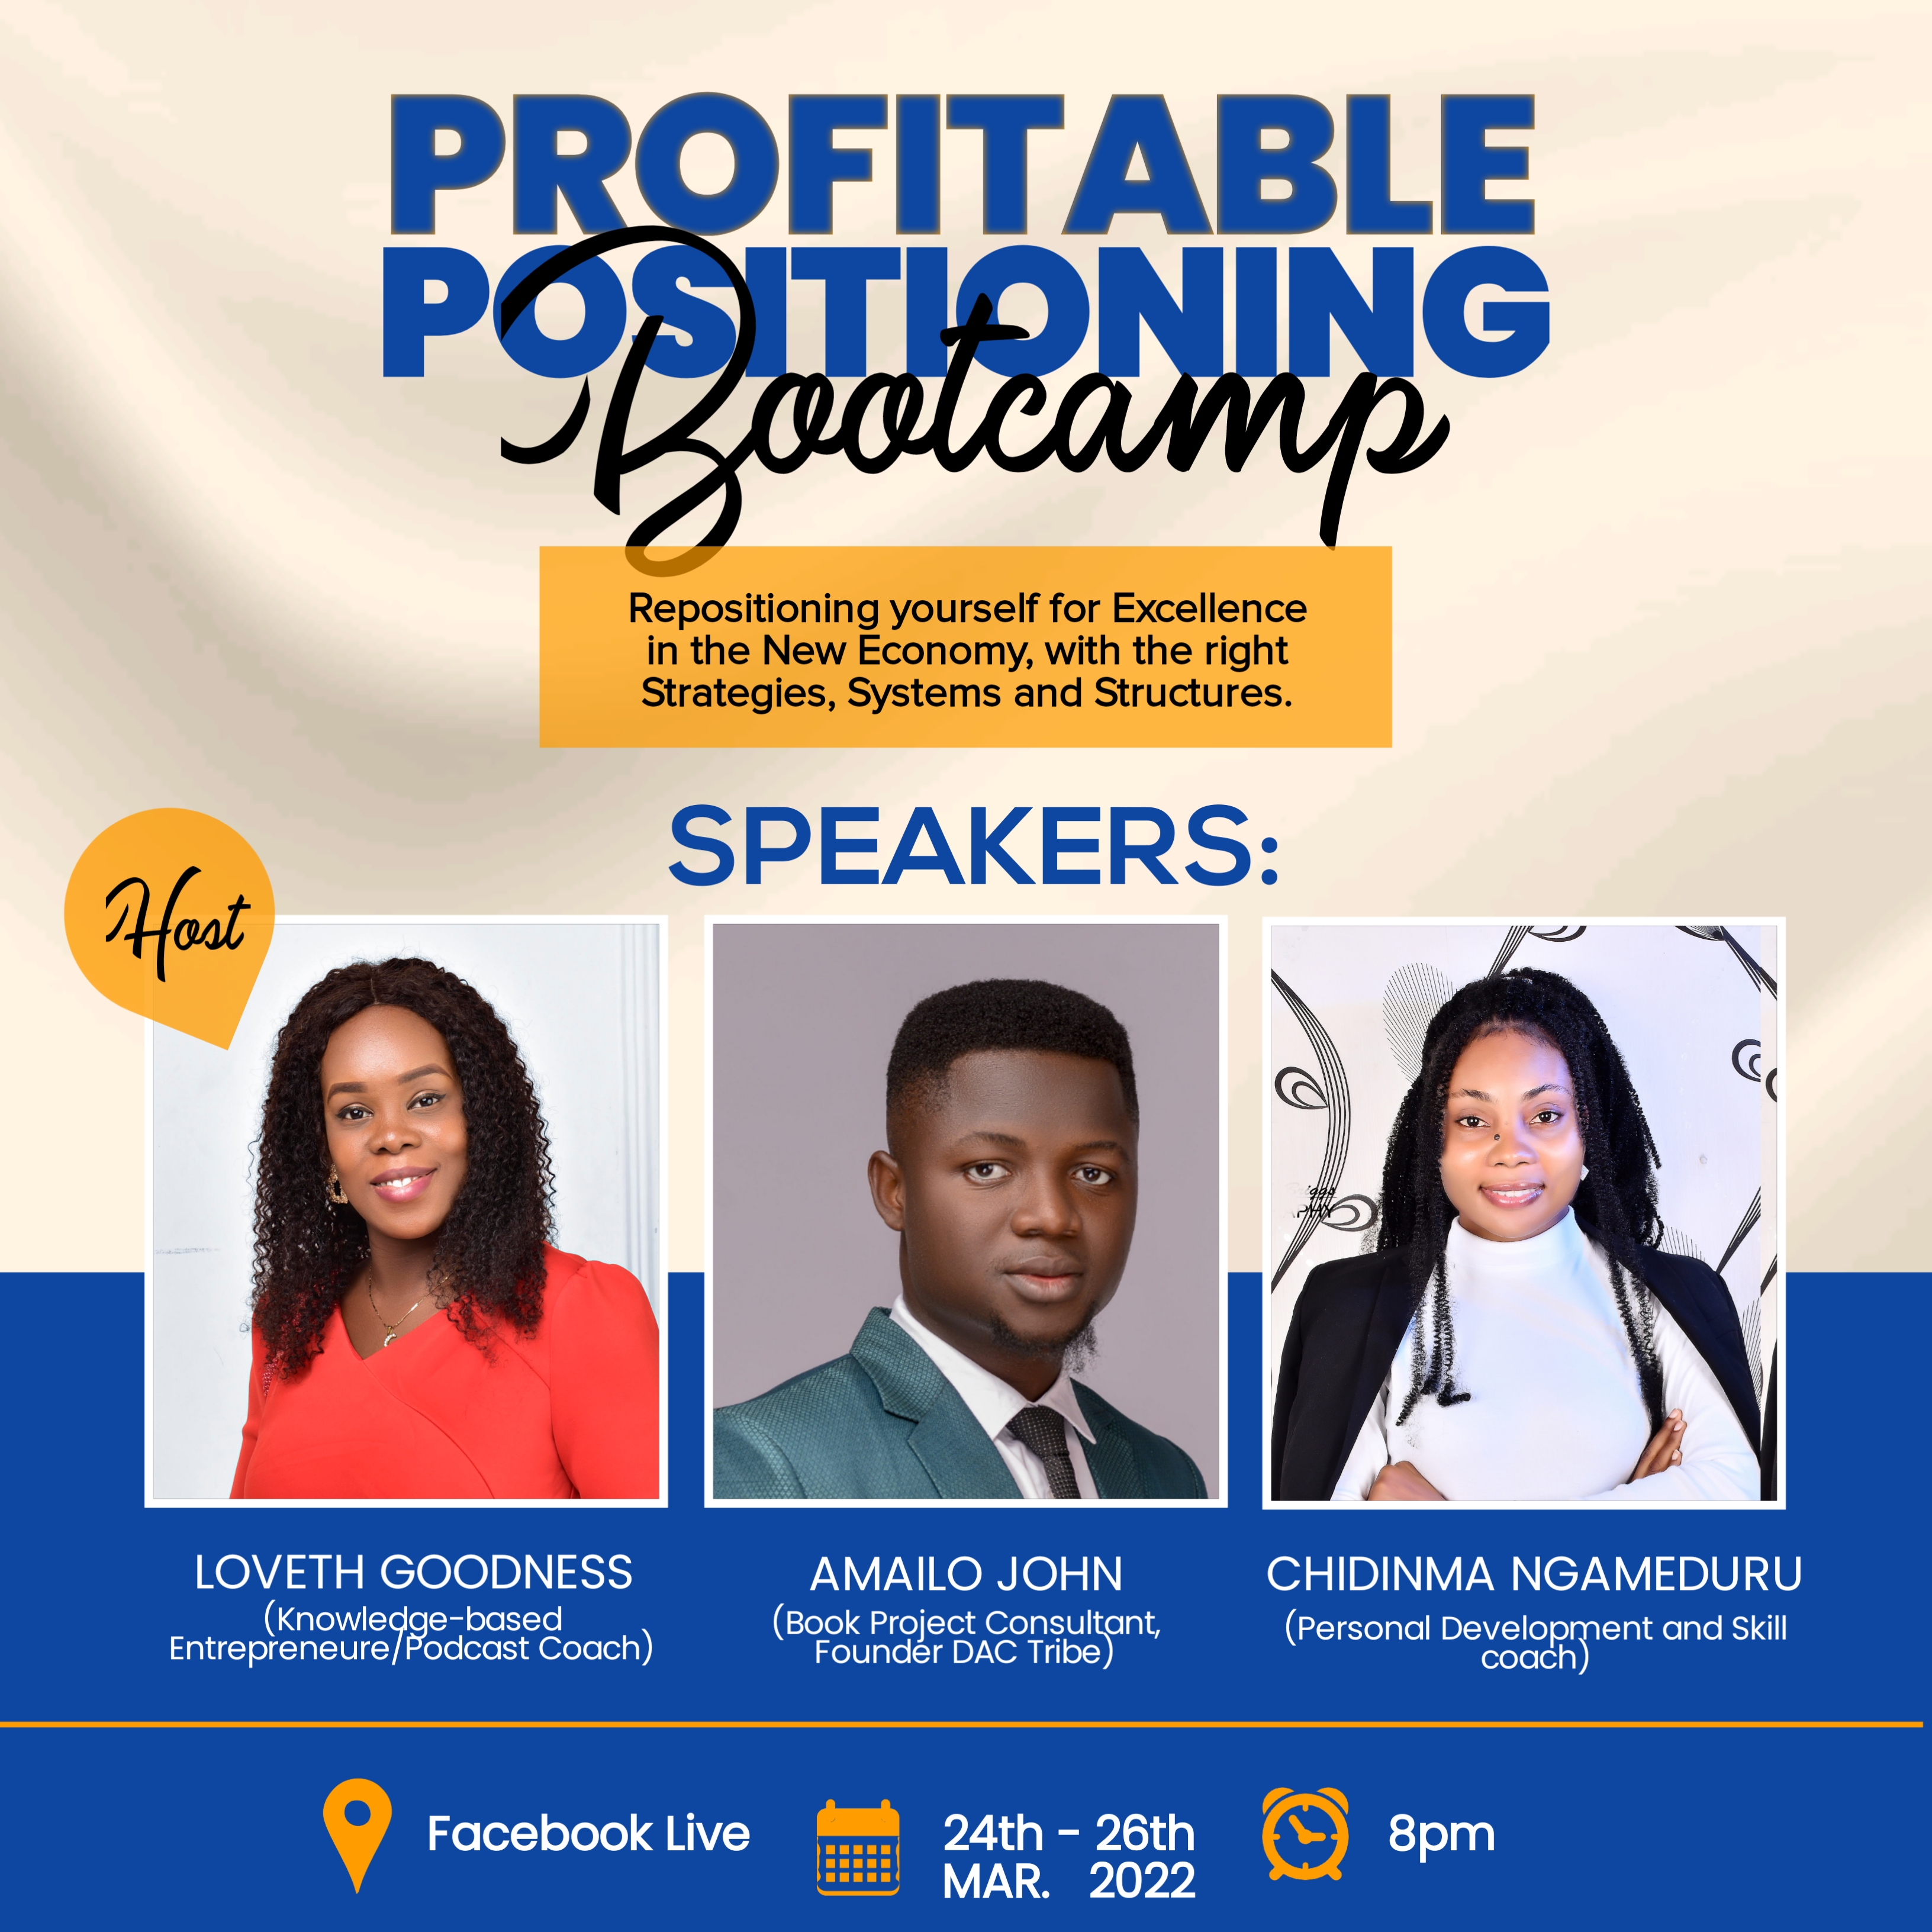 PROFITABLE
POSITIONING
Bootcamp
Repositioning yourself for Excellence
in the New Economy, with the right
Strategies, Systems and Structures.
SPEAKERS:
Host
LOVETH GOODNESS
(Knowledge-based
Entrepreneure/Podcast Coach)
AMAILO JOHN
(Book Project Consultant,
Founder DAC Tribe)
CHIDINMA NGAMEDURU
(Personal Development and Skill
coach)
Facebook Live
24th - 26th
MAR. 2022
8pm